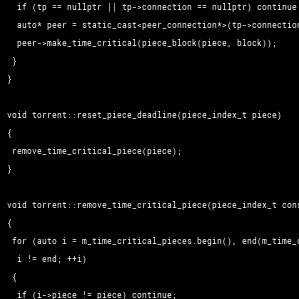 if (tp == nullptr || tp->connection == nullptr) continue
auto* peer = static_cast<peer_connection*>(tp->connection
peer->make_time_critical(piece_block(piece, block));
}
}
void torrent::reset_piece_deadline(piece_index_t piece)
{
remove_time_critical_piece(piece);
}
void torrent::remove_time_critical_piece(piece_index_t cons
{
for (auto i = m_time_critical_pieces.begin(), end(m_time_c
i != end; ++i)
{
if (i->piece != piece) continue;